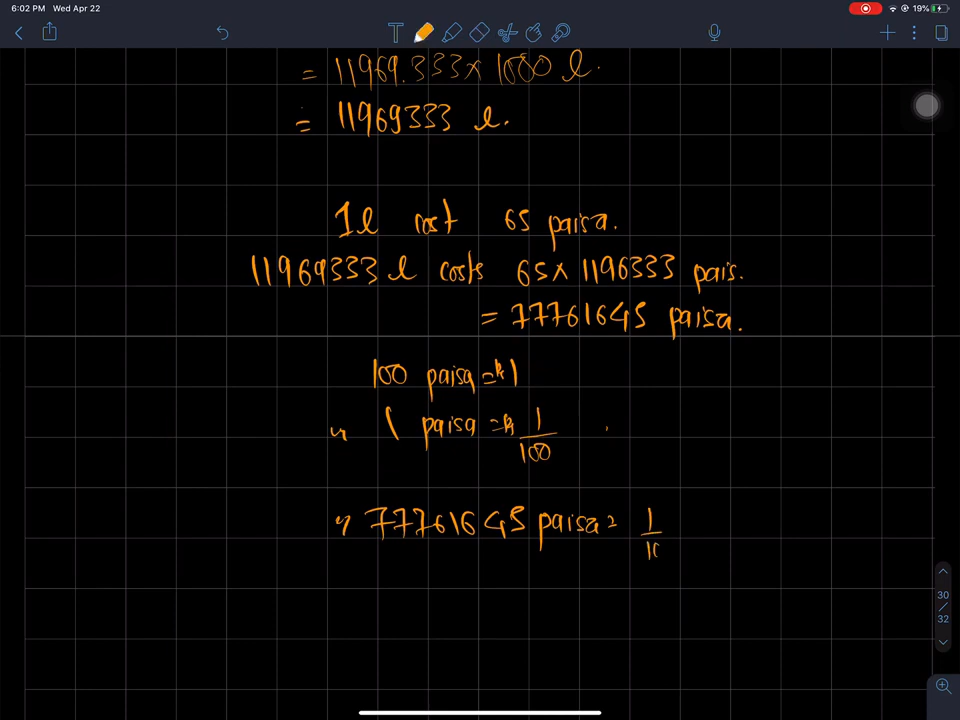 6:02 PM Wed Apr 22
19%
= 11969.333 × 1000 l.
= 11969333 l.
1l cost 65 paisa.
11969333 l costs 65 × 1196333 pais.
= 77761645 paisa.
100 paisa = ₹1
" 1 paisa = ₹ 1/100
" 77761645 paisa = 1/10
30
/
32